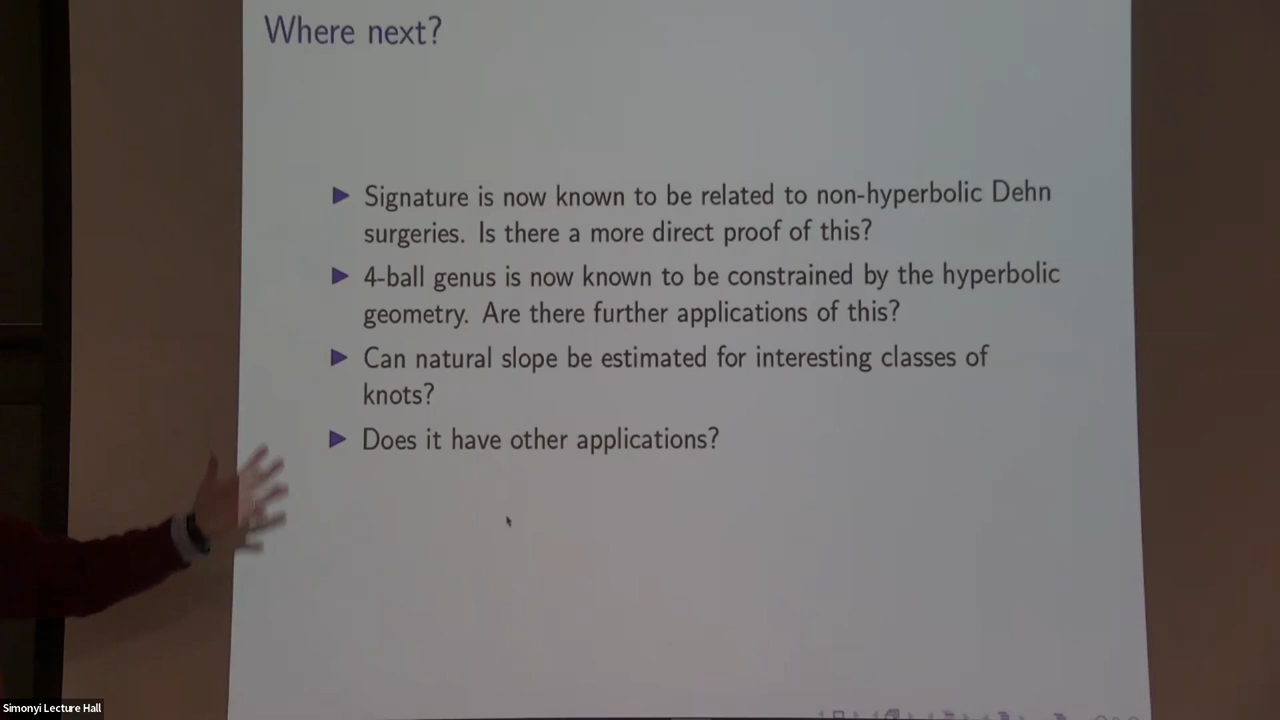 Where next?
▶ Signature is now known to be related to non-hyperbolic Dehn
surgeries. Is there a more direct proof of this?
▶ 4-ball genus is now known to be constrained by the hyperbolic
geometry. Are there further applications of this?
▶ Can natural slope be estimated for interesting classes of
knots?
▶ Does it have other applications?
Simonyi Lecture Hall